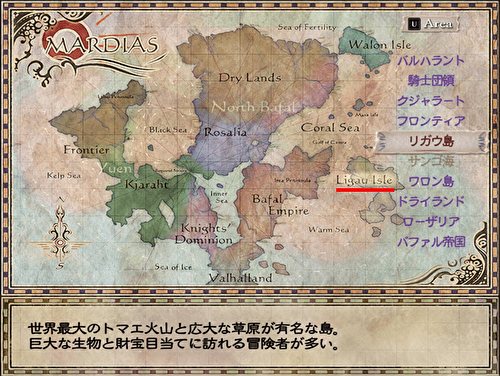 MARDIAS
Sea of Fertility
U Area
Walon Isle
Dry Lands
North Bafal
Black Sea
Rosalia
Coral Sea
Frontier
Yuen
Kelp Sea
Kjaraht
Inner Sea
Bafal Empire
Ligau Isle
Knights' Dominion
Warm Sea
Sea of Ice
Valhalland
N
S
バルハラント
騎士団領
クジャラート
フロンティア
リガウ島
サンゴ海
ワロン島
ドライランド
ローザリア
バファル帝国
世界最大のトマエ火山と広大な草原が有名な島。
巨大な生物と財宝目当てに訪れる冒険者が多い。